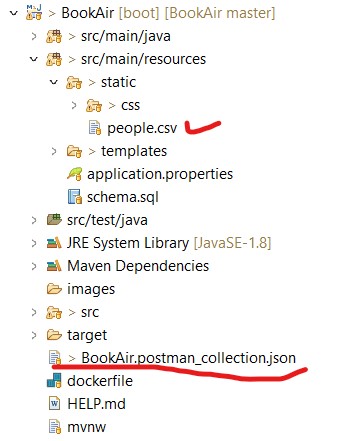 > BookAir [boot] [BookAir master]
> src/main/java
> src/main/resources
> static
> css
people.csv
> templates
application.properties
schema.sql
src/test/java
JRE System Library [JavaSE-1.8]
Maven Dependencies
images
> src
> target
> BookAir.postman_collection.json
dockerfile
HELP.md
mvnw